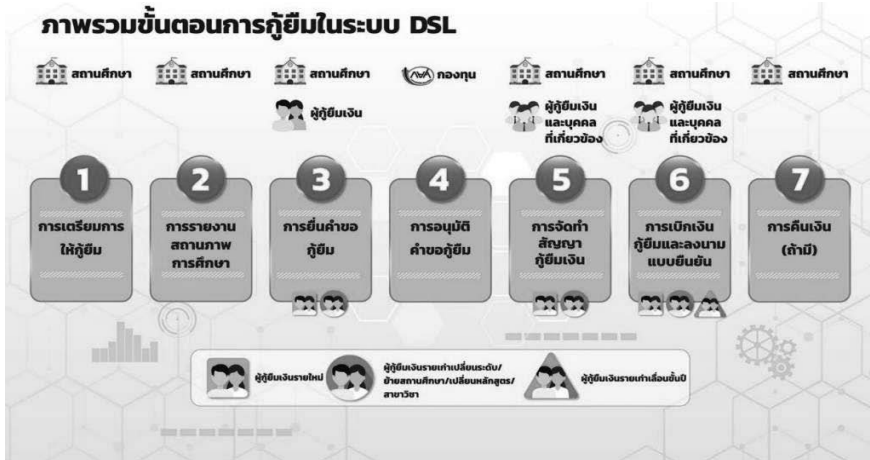 ภาพรวมขั้นตอนการกู้ยืมในระบบ DSL
สถานศึกษา
สถานศึกษา
สถานศึกษา
ผู้กู้ยืมเงิน
กองทุน
สถานศึกษา
ผู้กู้ยืมเงิน
และบุคคล
ที่เกี่ยวข้อง
สถานศึกษา
ผู้กู้ยืมเงิน
และบุคคล
ที่เกี่ยวข้อง
สถานศึกษา
1
การเตรียมการ
ให้กู้ยืม
2
การรายงาน
สถานภาพ
การศึกษา
3
การยื่นคำขอ
กู้ยืม
4
การอนุมัติ
คำขอกู้ยืม
5
การจัดทำ
สัญญา
กู้ยืมเงิน
6
การเบิกเงิน
กู้ยืมและลงนาม
แบบยืนยัน
7
การคืนเงิน
(ถ้ามี)
ผู้กู้ยืมเงินรายใหม่
ผู้กู้ยืมเงินรายเก่าเปลี่ยนระดับ/
ย้ายสถานศึกษา/เปลี่ยนหลักสูตร/
สาขาวิชา
ผู้กู้ยืมเงินรายเก่าเลื่อนชั้นปี